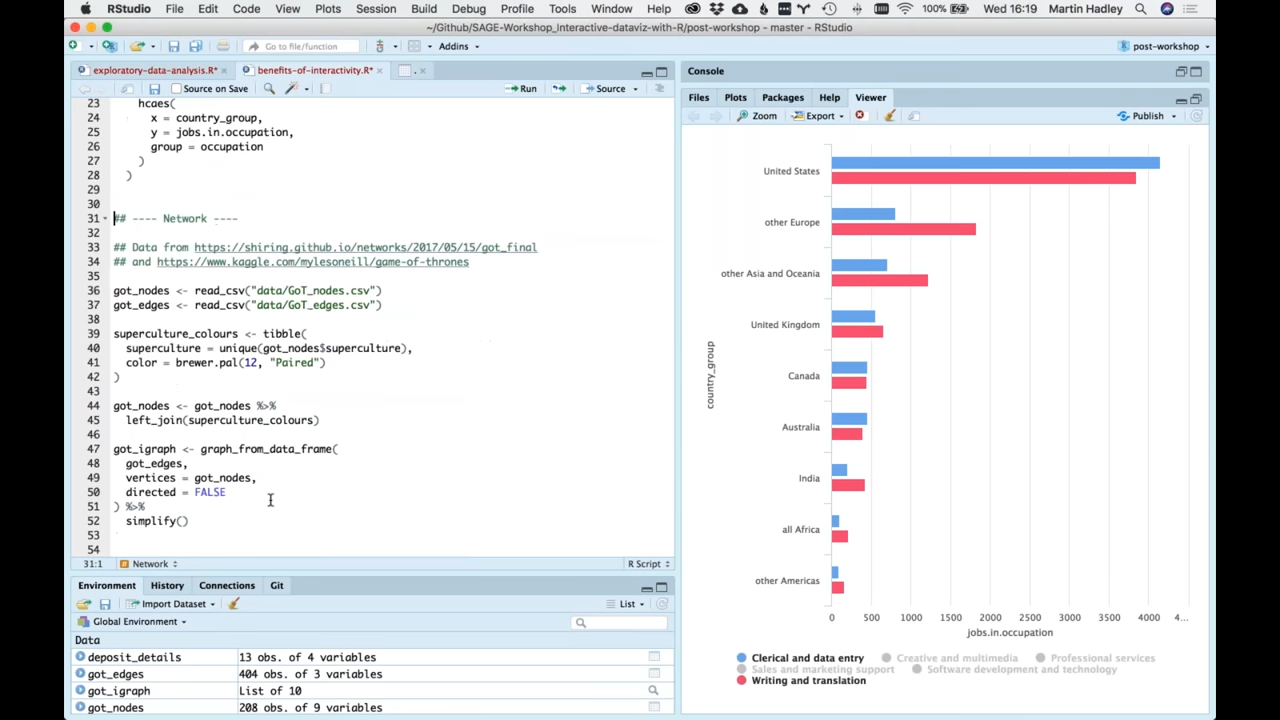 RStudio File Edit Code View Plots Session Build Debug Profile Tools Window Help 100% Wed 16:19 Martin Hadley
~/Github/SAGE-Workshop_Interactive-dataviz-with-R/post-workshop - master - RStudio
Go to file/function Addins post-workshop
exploratory-data-analysis.R* benefits-of-interactivity.R* .
Source on Save Run Source
23 hcaes(
24 x = country_group,
25 y = jobs.in.occupation,
26 group = occupation
27 )
28 )
29
30
31 ## ---- Network ----
32
33 ## Data from https://shiring.github.io/networks/2017/05/15/got_final
34 ## and https://www.kaggle.com/mylesoneill/game-of-thrones
35
36 got_nodes <- read_csv("data/GoT_nodes.csv")
37 got_edges <- read_csv("data/GoT_edges.csv")
38
39 superculture_colours <- tibble(
40 superculture = unique(got_nodes$superculture),
41 color = brewer.pal(12, "Paired")
42 )
43
44 got_nodes <- got_nodes %>%
45 left_join(superculture_colours)
46
47 got_igraph <- graph_from_data_frame(
48 got_edges,
49 vertices = got_nodes,
50 directed = FALSE
51 ) %>%
52 simplify()
53
54
31:1 Network R Script
Environment History Connections Git
Import Dataset List
Global Environment
Data
deposit_details 13 obs. of 4 variables
got_edges 404 obs. of 3 variables
got_igraph List of 10
got_nodes 208 obs. of 9 variables
Console
Files Plots Packages Help Viewer
Zoom Export Publish
United States
other Europe
other Asia and Oceania
United Kingdom
Canada
Australia
India
all Africa
other Americas
country_group
0 500 1000 1500 2000 2500 3000 3500 4000 4...
jobs.in.occupation
Clerical and data entry Creative and multimedia Professional services
Sales and marketing support Software development and technology
Writing and translation